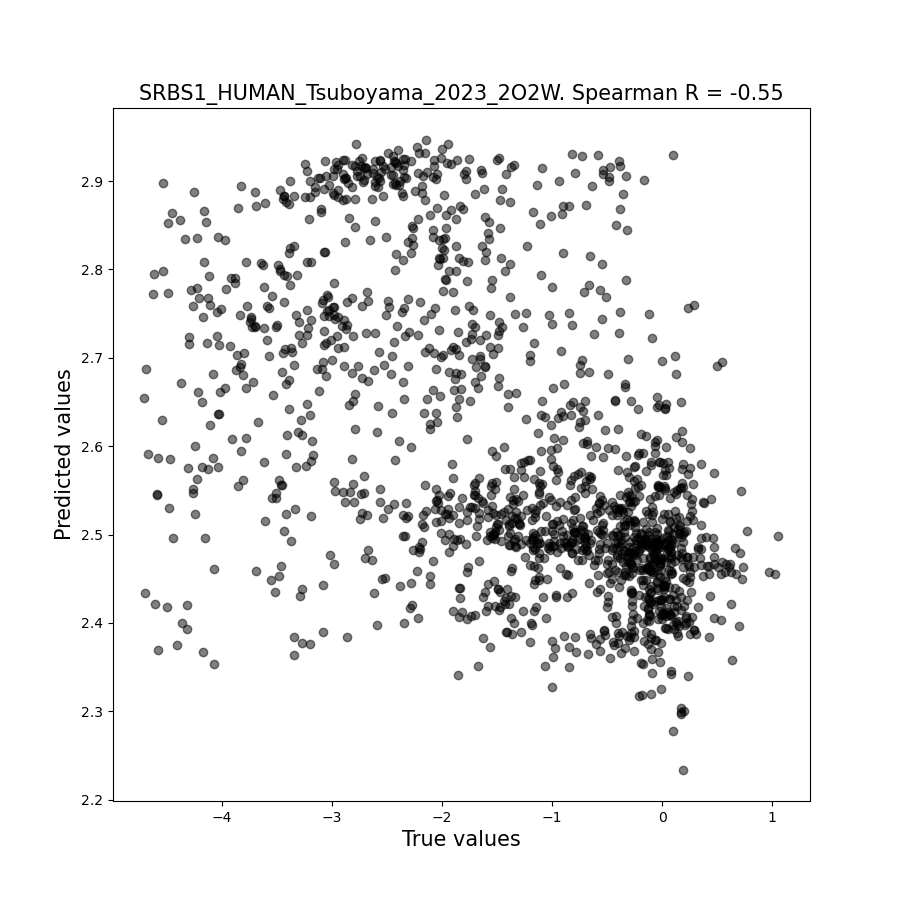 SRBS1_HUMAN_Tsuboyama_2023_2O2W. Spearman R = -0.55
2.9
2.8
2.7
2.6
2.5
2.4
2.3
2.2
Predicted values
−4 −3 −2 −1 0 1
True values